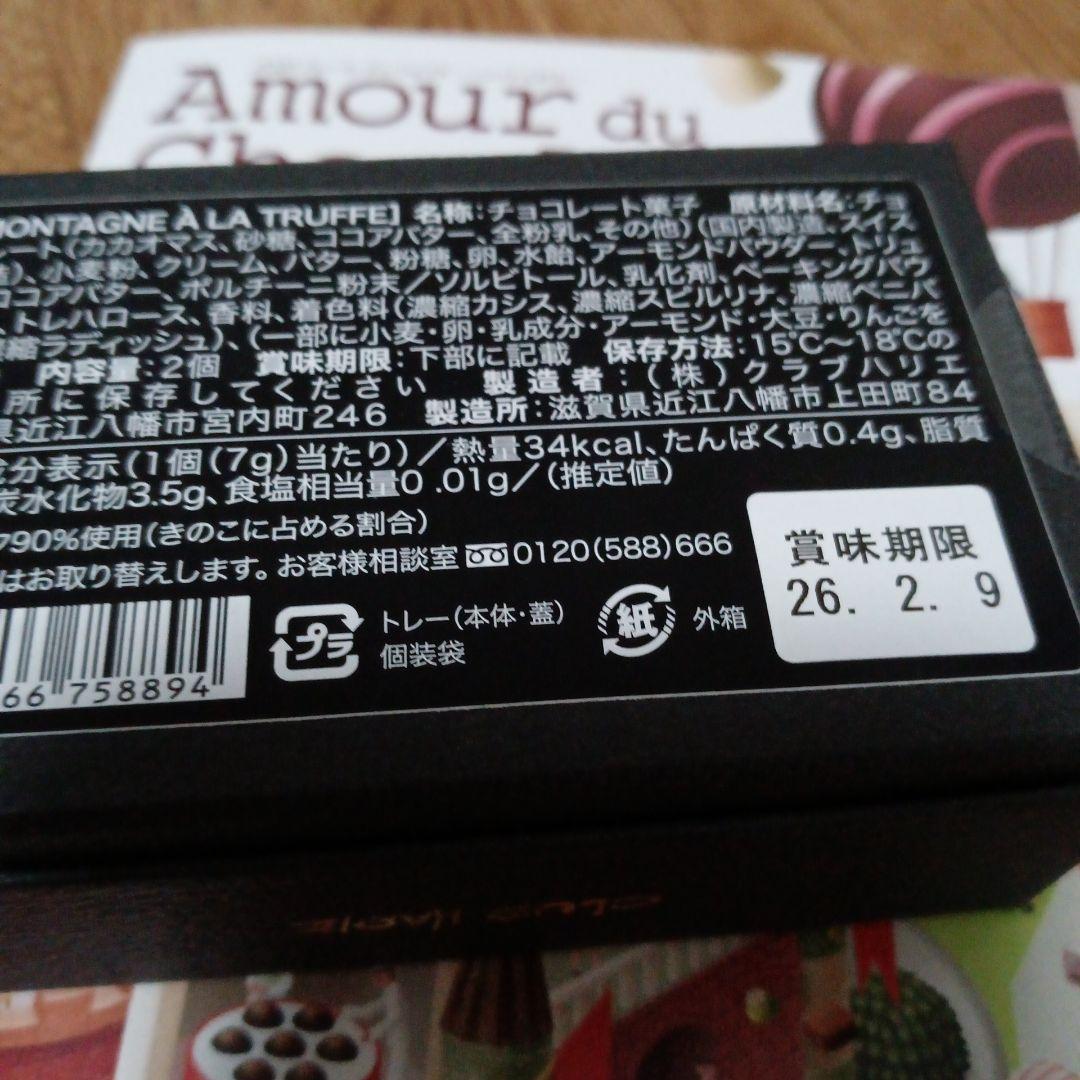 Amour du
MONTAGNE À LA TRUFFE] 名称:チョコレート菓子 原材料名:チョ
ート(カカオマス、砂糖、ココアバター、全粉乳、その他)(国内製造、スイス
)、小麦粉、クリーム、バター、粉糖、卵、水飴、アーモンドパウダー、トリュ
ココアバター、ポルチーニ粉末/ソルビトール、乳化剤、ベーキングパウ
、トレハロース、香料、着色料(濃縮カシス、濃縮スピルリナ、濃縮ベニバ
縮ラディッシュ)、(一部に小麦・卵・乳成分・アーモンド・大豆・りんごを
内容量:2個 賞味期限:下部に記載 保存方法:15℃〜18℃の
所に保存してください 製造者:(株)クラブハリエ
県近江八幡市宮内町246 製造所:滋賀県近江八幡市上田町84
成分表示(1個(7g)当たり)/熱量34kcal、たんぱく質0.4g、脂質
炭水化物3.5g、食塩相当量0.01g/(推定値)
90%使用(きのこに占める割合)
はお取り替えします。お客様相談室 0120(588)666
賞味期限
26. 2. 9
プラ トレー(本体・蓋)
個装袋
紙 外箱
66 758894